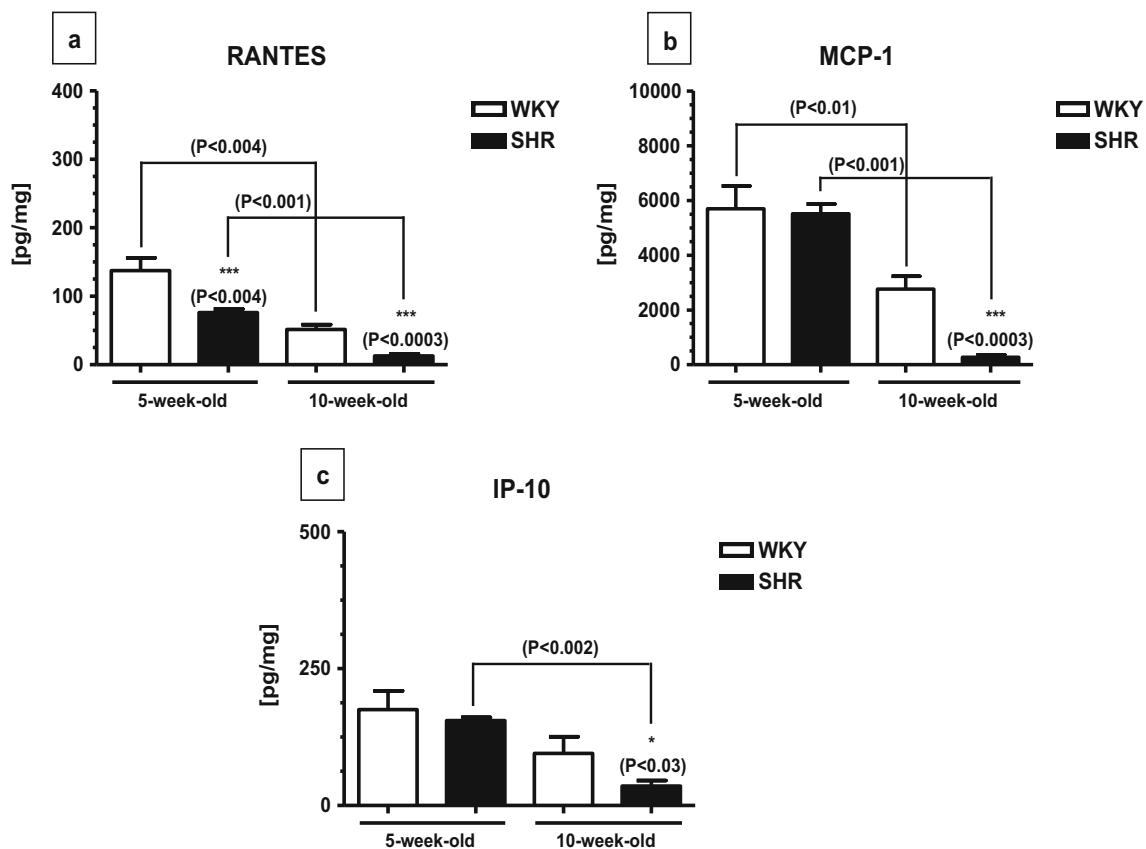 a
RANTES
400
300
200
100
0
[pg/mg]
WKY
SHR
(P<0.004)
(P<0.001)
***
(P<0.004)
***
(P<0.0003)
5-week-old
10-week-old
b
MCP-1
10000
8000
6000
4000
2000
0
[pg/mg]
WKY
SHR
(P<0.01)
(P<0.001)
***
(P<0.0003)
5-week-old
10-week-old
c
IP-10
500
250
0
[pg/mg]
WKY
SHR
(P<0.002)
*
(P<0.03)
5-week-old
10-week-old